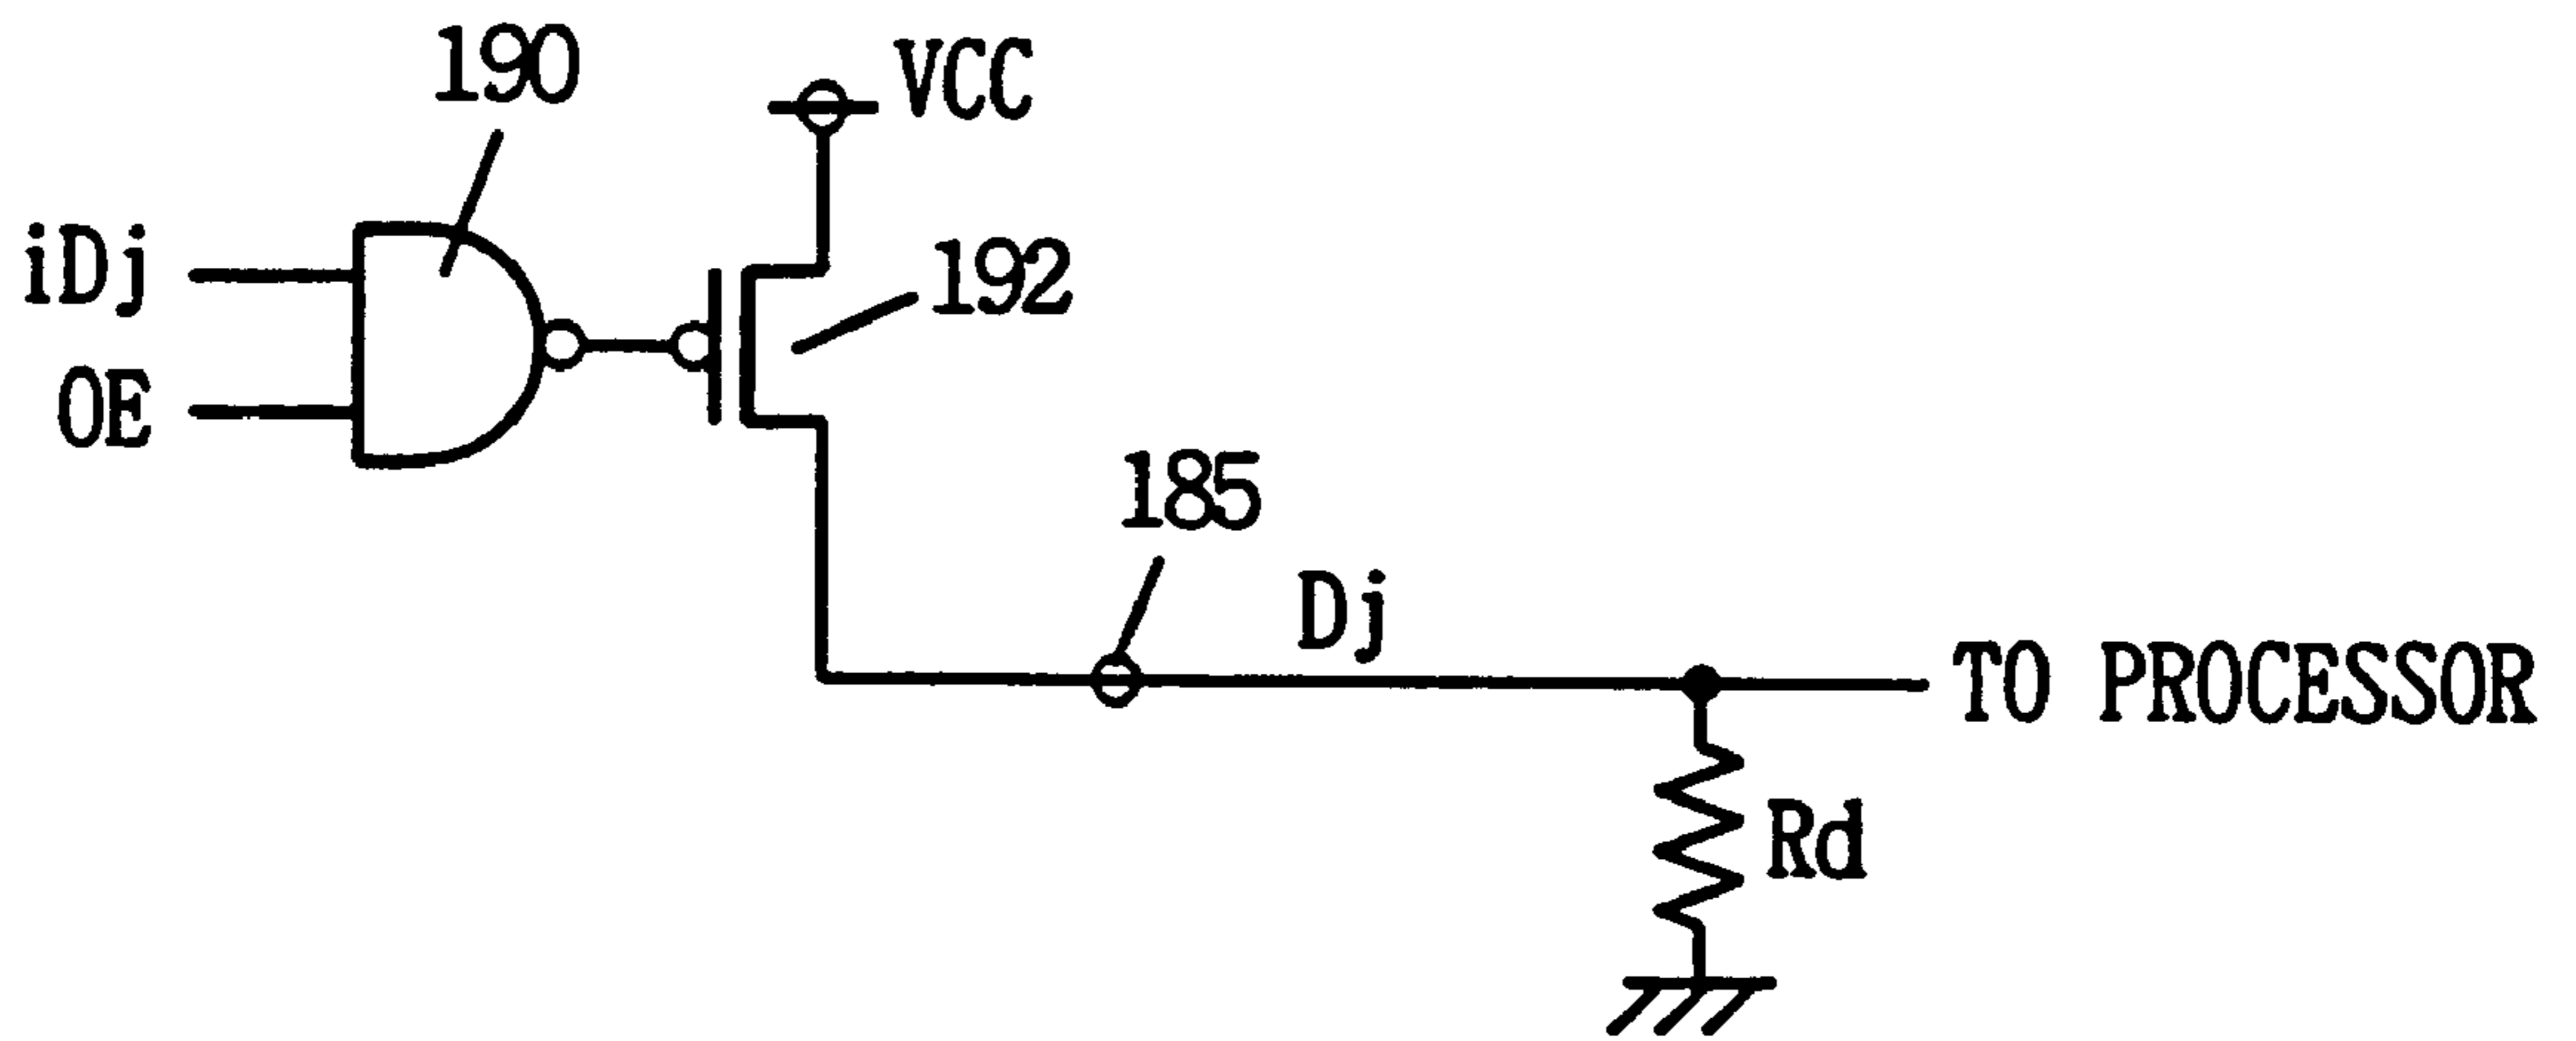 190
VCC
iDj
192
OE
185
Dj
TO PROCESSOR
Rd